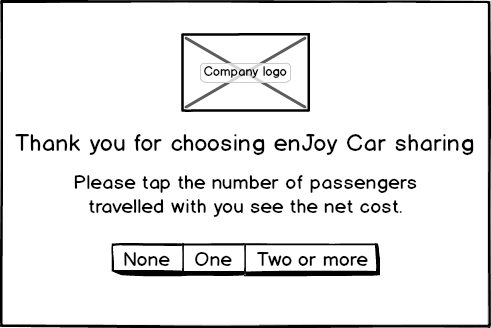 Company logo
Thank you for choosing enJoy Car sharing
Please tap the number of passengers
travelled with you see the net cost.
None One Two or more